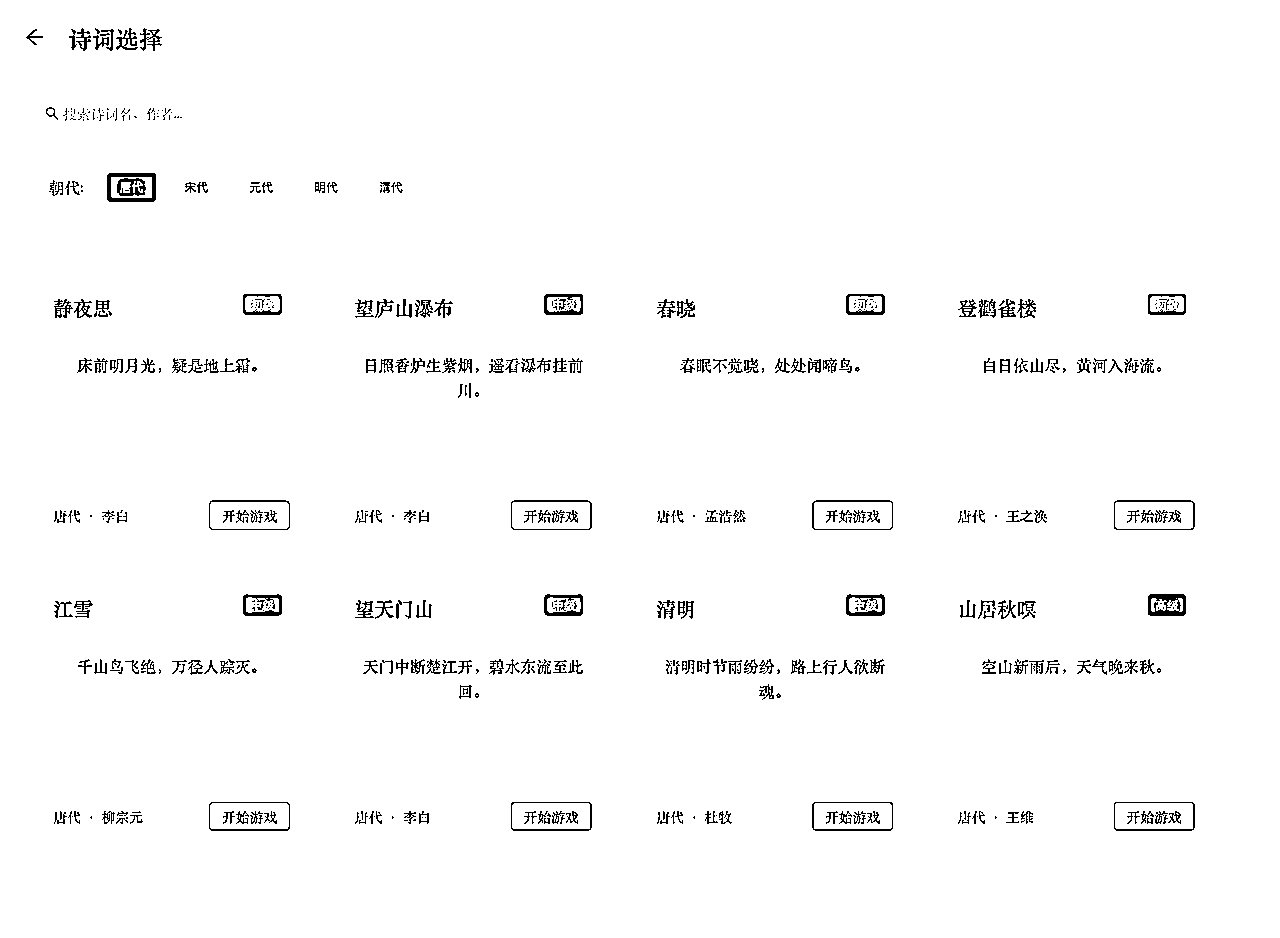 诗词选择
搜索诗词名、作者...
朝代: 唐代 宋代 元代 明代 清代
静夜思 初级
床前明月光，疑是地上霜。
唐代 · 李白 开始游戏
望庐山瀑布 中级
日照香炉生紫烟，遥看瀑布挂前
川。
唐代 · 李白 开始游戏
春晓 初级
春眠不觉晓，处处闻啼鸟。
唐代 · 孟浩然 开始游戏
登鹳雀楼 初级
白日依山尽，黄河入海流。
唐代 · 王之涣 开始游戏
江雪 中级
千山鸟飞绝，万径人踪灭。
唐代 · 柳宗元 开始游戏
望天门山 中级
天门中断楚江开，碧水东流至此
回。
唐代 · 李白 开始游戏
清明 中级
清明时节雨纷纷，路上行人欲断
魂。
唐代 · 杜牧 开始游戏
山居秋暝 高级
空山新雨后，天气晚来秋。
唐代 · 王维 开始游戏